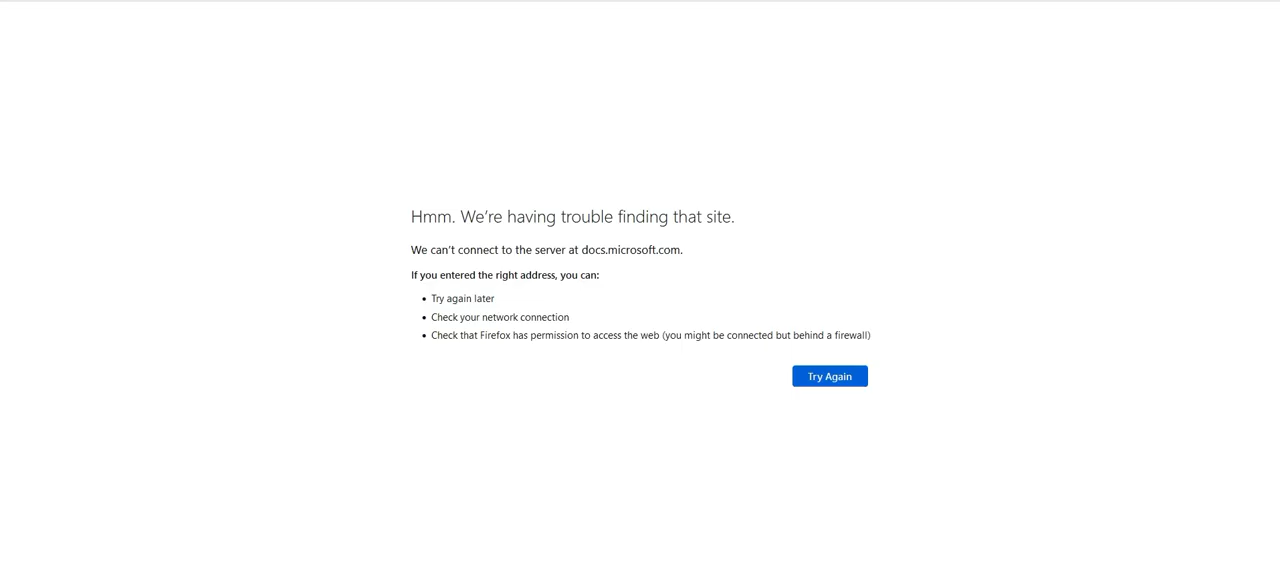 Hmm. We’re having trouble finding that site.
We can’t connect to the server at docs.microsoft.com.
If you entered the right address, you can:
• Try again later
• Check your network connection
• Check that Firefox has permission to access the web (you might be connected but behind a firewall)
Try Again